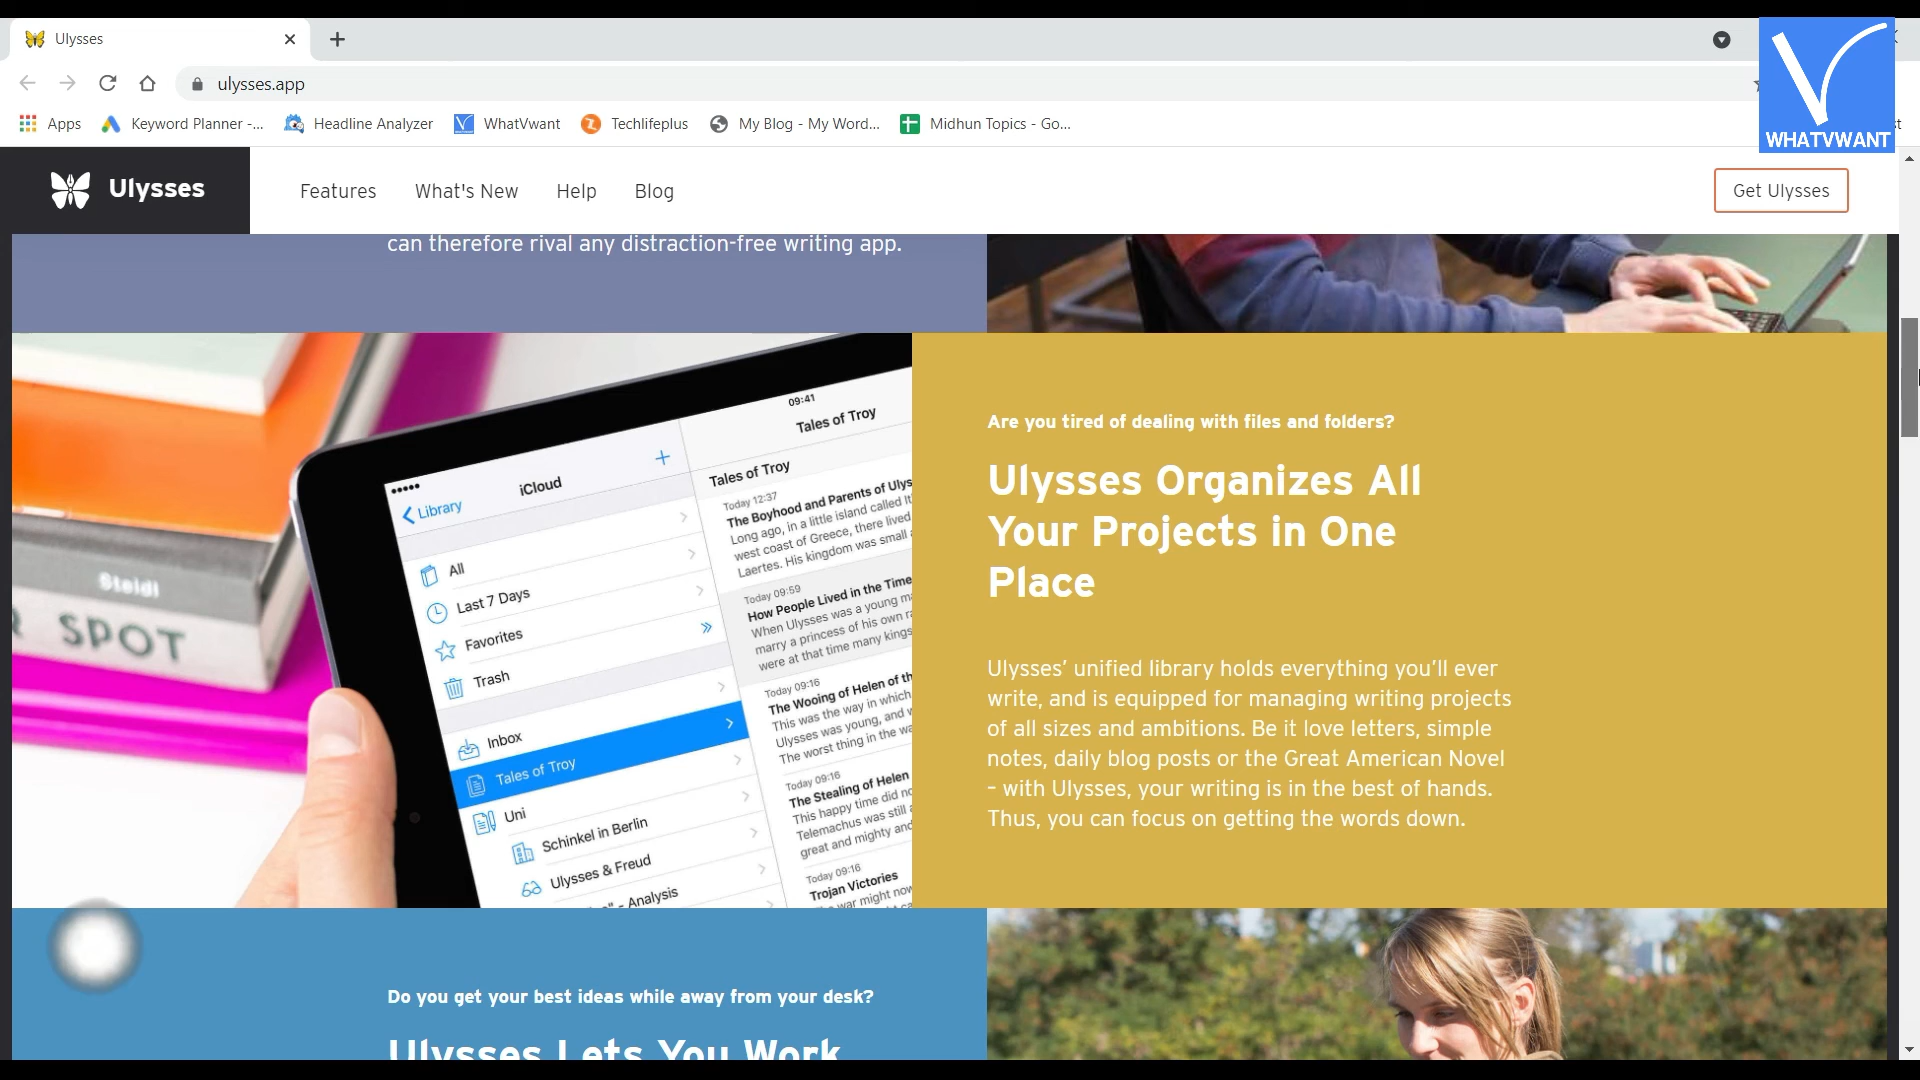 Ulysses
ulysses.app
Apps
Keyword Planner -...
Headline Analyzer
WhatVwant
Techlifeplus
My Blog - My Word...
Midhun Topics - Go...
WHATVWANT
Ulysses
Features
What's New
Help
Blog
Get Ulysses
can therefore rival any distraction-free writing app.
Steidl
SPOT
Library
iCloud
All
Last 7 Days
Favorites
Trash
Inbox
Tales of Troy
Uni
Schinkel in Berlin
Ulysses & Freud
- Analysis
09:41
Tales of Troy
Tales of Troy
Today 12:37
The Boyhood and Parents of Ulys
Long ago, in a little island called It
west coast of Greece, there lived
Laertes. His kingdom was small
Today 09:59
How People Lived in the Time
When Ulysses was a young ma
marry a princess of his own ra
were at that time many kings
Today 09:16
The Wooing of Helen of th
This was the way in which
Ulysses was young, and w
The worst thing in the wa
Today 09:16
The Stealing of Helen
This happy time did no
Telemachus was still
great and mighty and
Today 09:16
Trojan Victories
war might now
Are you tired of dealing with files and folders?
Ulysses Organizes All
Your Projects in One
Place
Ulysses’ unified library holds everything you’ll ever
write, and is equipped for managing writing projects
of all sizes and ambitions. Be it love letters, simple
notes, daily blog posts or the Great American Novel
– with Ulysses, your writing is in the best of hands.
Thus, you can focus on getting the words down.
Do you get your best ideas while away from your desk?
Ulysses Lets You Work